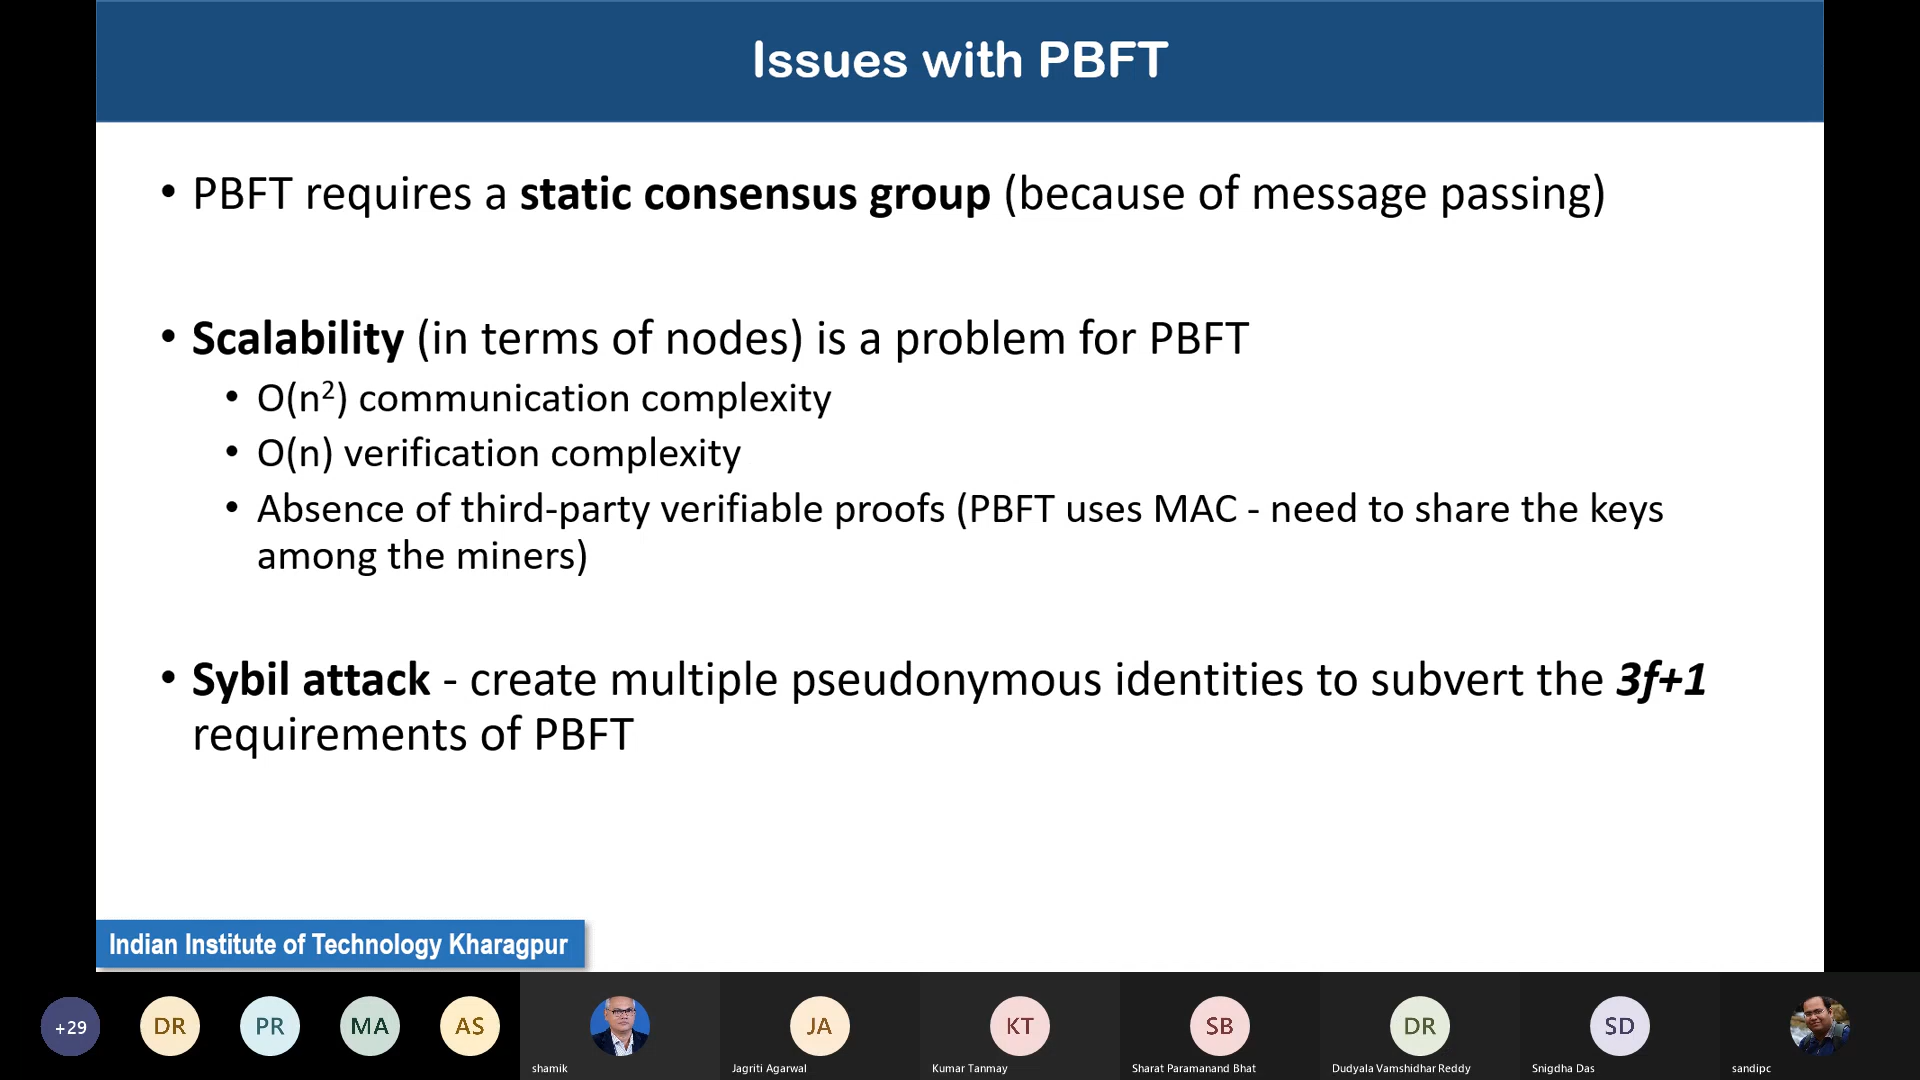 Issues with PBFT
• PBFT requires a static consensus group (because of message passing)
• Scalability (in terms of nodes) is a problem for PBFT
• O(n²) communication complexity
• O(n) verification complexity
• Absence of third-party verifiable proofs (PBFT uses MAC - need to share the keys
among the miners)
• Sybil attack - create multiple pseudonymous identities to subvert the 3f+1
requirements of PBFT
Indian Institute of Technology Kharagpur
+29 DR PR MA AS JA KT SB DR SD
shamik Jagriti Agarwal Kumar Tanmay Sharat Paramanand Bhat Dudyala Vamshidhar Reddy Snigdha Das sandipc